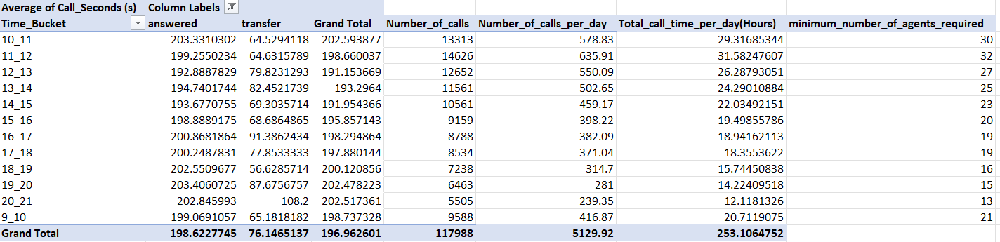 Average of Call_Seconds (s) Column Labels
Time_Bucket answered transfer Grand Total Number_of_calls Number_of_calls_per_day Total_call_time_per_day(Hours) minimum_number_of_agents_required
10_11 203.3310302 64.5294118 202.593877 13313 578.83 29.31685344 30
11_12 199.2550234 64.6315789 198.660037 14626 635.91 31.58247607 32
12_13 192.8887829 79.8231293 191.153669 12652 550.09 26.28793051 27
13_14 194.7401744 82.4521739 193.2964 11561 502.65 24.29010884 25
14_15 193.6770755 69.3035714 191.954366 10561 459.17 22.03492151 23
15_16 198.8889175 68.6864865 195.857143 9159 398.22 19.49855786 20
16_17 200.8681864 91.3862434 198.294864 8788 382.09 18.94162113 19
17_18 200.2487831 77.8533333 197.880144 8534 371.04 18.3553622 19
18_19 202.5509677 56.6285714 200.120856 7238 314.7 15.74450838 16
19_20 203.4060725 87.6756757 202.478223 6463 281 14.22409518 15
20_21 202.845993 108.2 202.517361 5505 239.35 12.1181326 13
9_10 199.0691057 65.1818182 198.737328 9588 416.87 20.7119075 21
Grand Total 198.6227745 76.1465137 196.962601 117988 5129.92 253.1064752